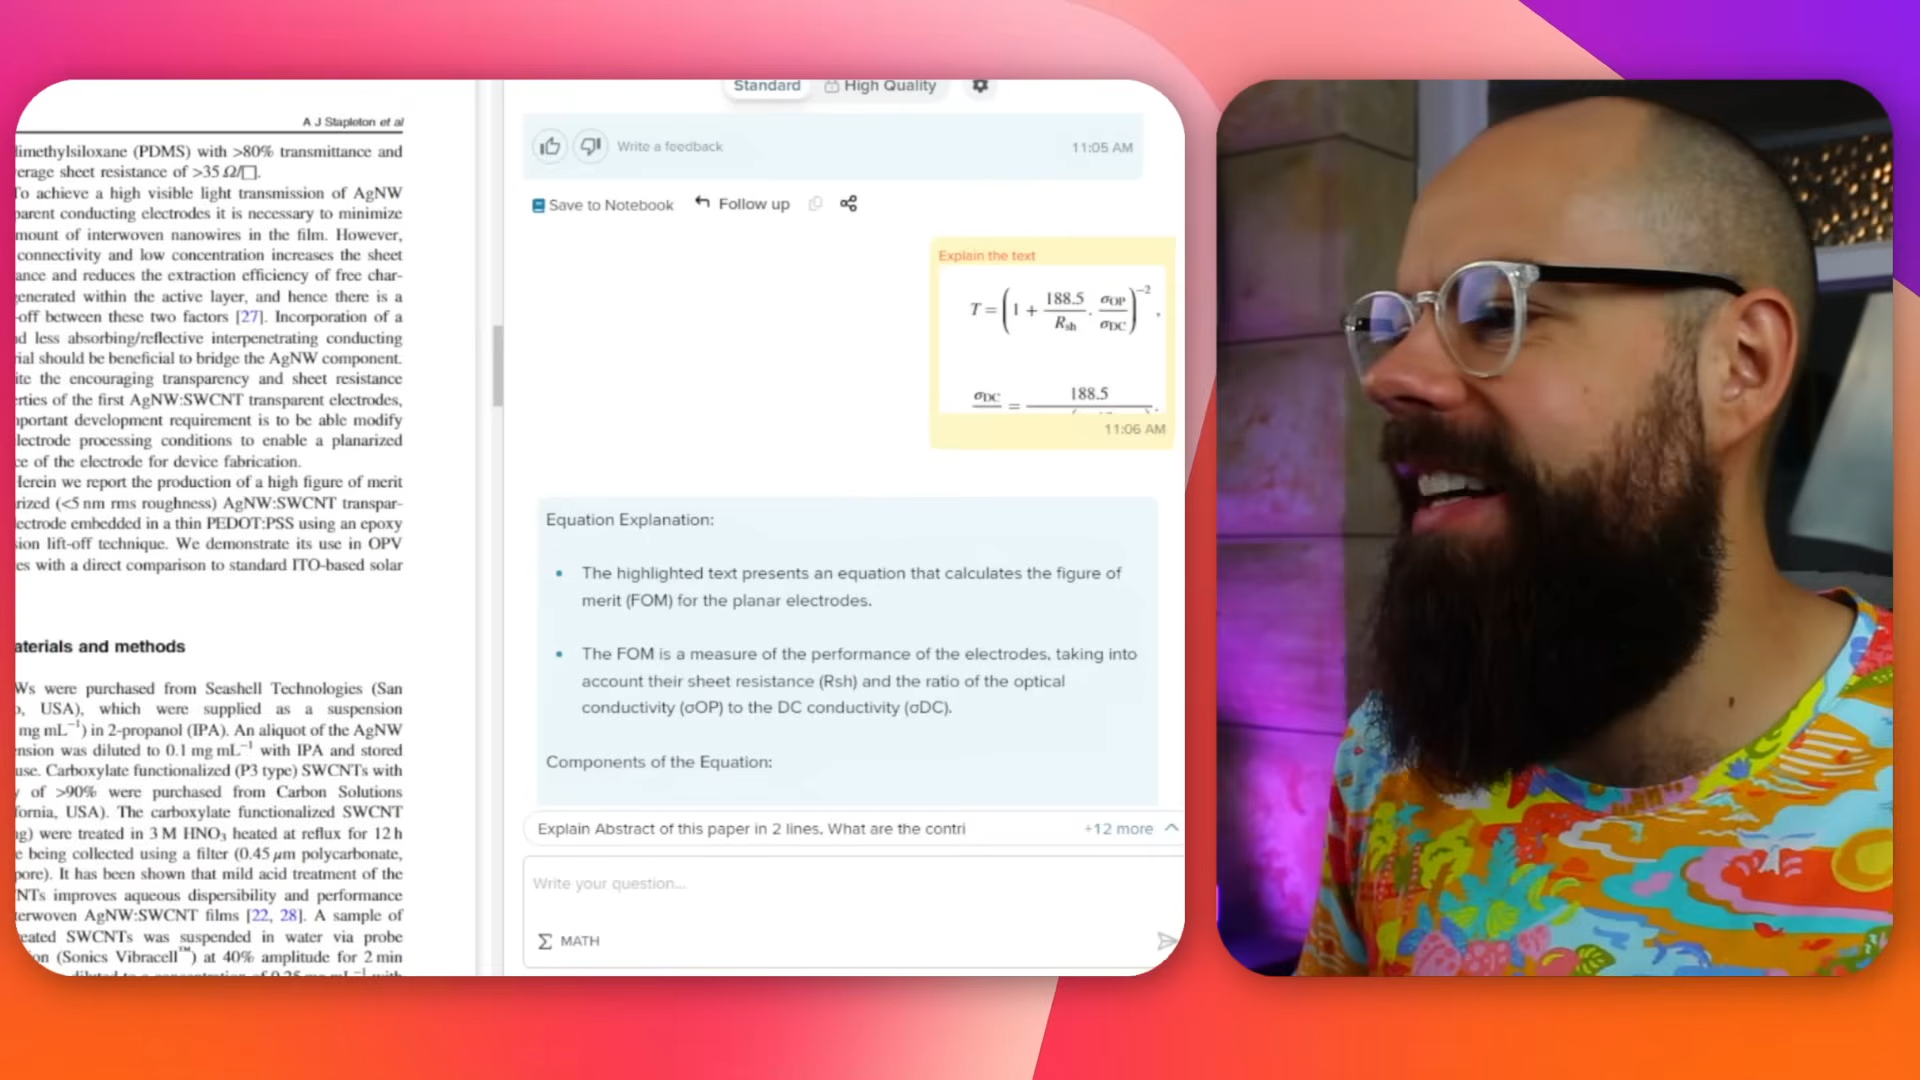 A J Stapleton et al
limethylsiloxane (PDMS) with >80% transmittance and
erage sheet resistance of >35 Ω/□.
To achieve a high visible light transmission of AgNW
parent conducting electrodes it is necessary to minimize
mount of interwoven nanowires in the film. However,
connectivity and low concentration increases the sheet
ance and reduces the extraction efficiency of free char-
generated within the active layer, and hence there is a
-off between these two factors [27]. Incorporation of a
d less absorbing/reflective interpenetrating conducting
ial should be beneficial to bridge the AgNW component.
ite the encouraging transparency and sheet resistance
rties of the first AgNW:SWCNT transparent electrodes,
portant development requirement is to be able modify
lectrode processing conditions to enable a planarized
ce of the electrode for device fabrication.
Herein we report the production of a high figure of merit
rized (<5 nm rms roughness) AgNW:SWCNT transpar-
ectrode embedded in a thin PEDOT:PSS using an epoxy
sion lift-off technique. We demonstrate its use in OPV
es with a direct comparison to standard ITO-based solar
aterials and methods
Ws were purchased from Seashell Technologies (San
o, USA), which were supplied as a suspension
mg mL⁻¹) in 2-propanol (IPA). An aliquot of the AgNW
nsion was diluted to 0.1 mg mL⁻¹ with IPA and stored
use. Carboxylate functionalized (P3 type) SWCNTs with
y of >90% were purchased from Carbon Solutions
fornia, USA). The carboxylate functionalized SWCNT
ng) were treated in 3 M HNO₃ heated at reflux for 12 h
e being collected using a filter (0.45 μm polycarbonate,
pore). It has been shown that mild acid treatment of the
NTs improves aqueous dispersibility and performance
terwoven AgNW:SWCNT films [22, 28]. A sample of
eated SWCNTs was suspended in water via probe
on (Sonics Vibracell™) at 40% amplitude for 2 min
Standard High Quality
Write a feedback 11:05 AM
Save to Notebook Follow up
Explain the text
T = (1 + 188.5/Rsh · σOP/σDC)⁻²,
σDC = 188.5
11:06 AM
Equation Explanation:
• The highlighted text presents an equation that calculates the figure of
merit (FOM) for the planar electrodes.
• The FOM is a measure of the performance of the electrodes, taking into
account their sheet resistance (Rsh) and the ratio of the optical
conductivity (σOP) to the DC conductivity (σDC).
Components of the Equation:
Explain Abstract of this paper in 2 lines, What are the contri +12 more
Write your question...
Σ MATH